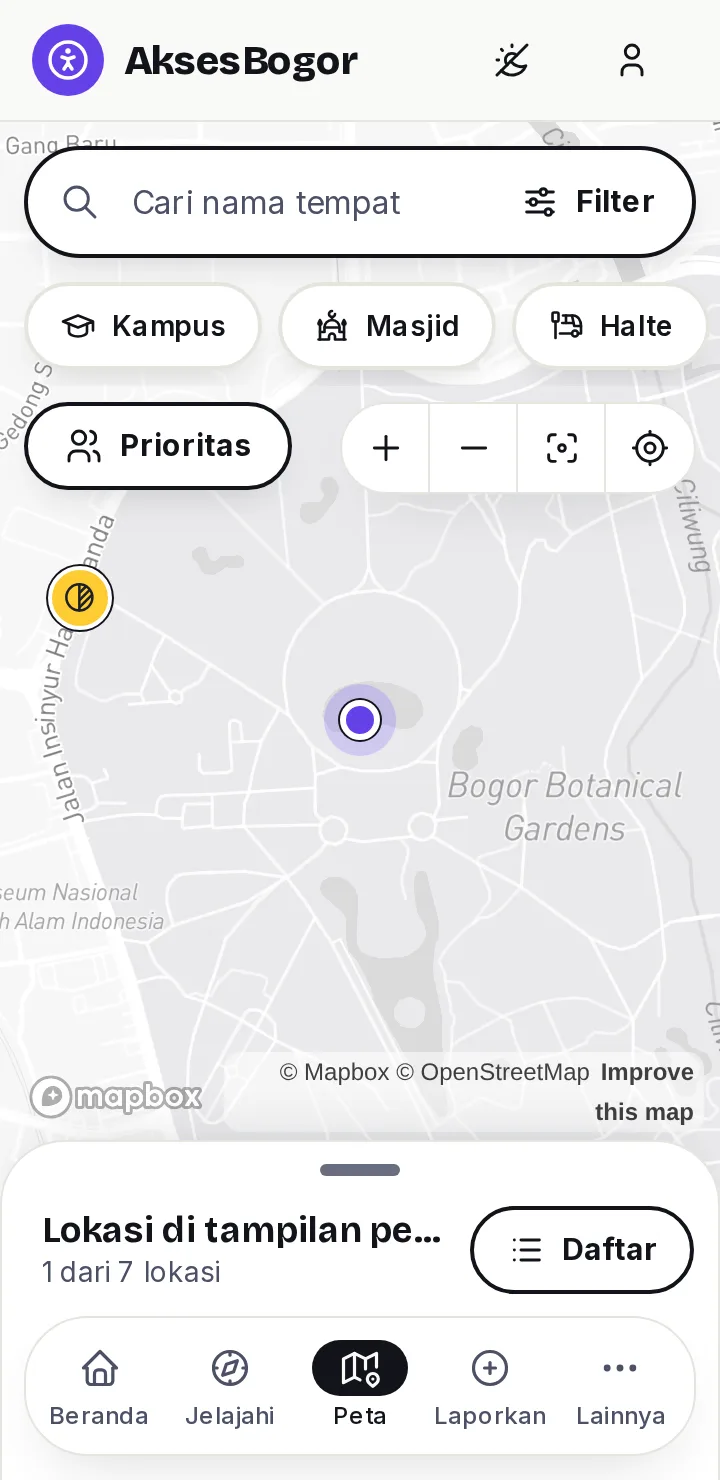 AksesBogor
Gang Baru
Cari nama tempat
Filter
Kampus
Masjid
Halte
Gedong S
Prioritas
Ciliwung
Jalan Insinyur Ha
anda
Bogor Botanical
Gardens
seum Nasional
h Alam Indonesia
mapbox
© Mapbox © OpenStreetMap Improve
this map
Lokasi di tampilan pe...
1 dari 7 lokasi
Daftar
Beranda
Jelajahi
Peta
Laporkan
Lainnya